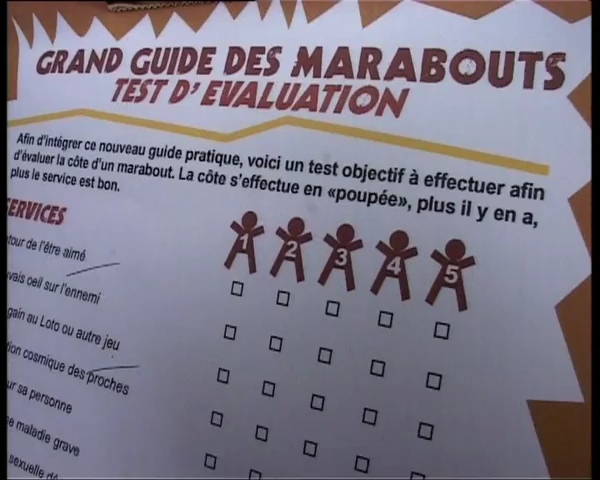 GRAND GUIDE DES MARABOUTS
TEST D'EVALUATION
Afin d'intégrer ce nouveau guide pratique, voici un test objectif à effectuer afin
d'évaluer la côte d'un marabout. La côte s'effectue en «poupée», plus il y en a,
plus le service est bon.
ERVICES
1 2 3 4 5
tour de l'être aimé
vais oeil sur l'ennemi
gain au Loto ou autre jeu
tion cosmique des proches
ur sa personne
e maladie grave
sexuelle